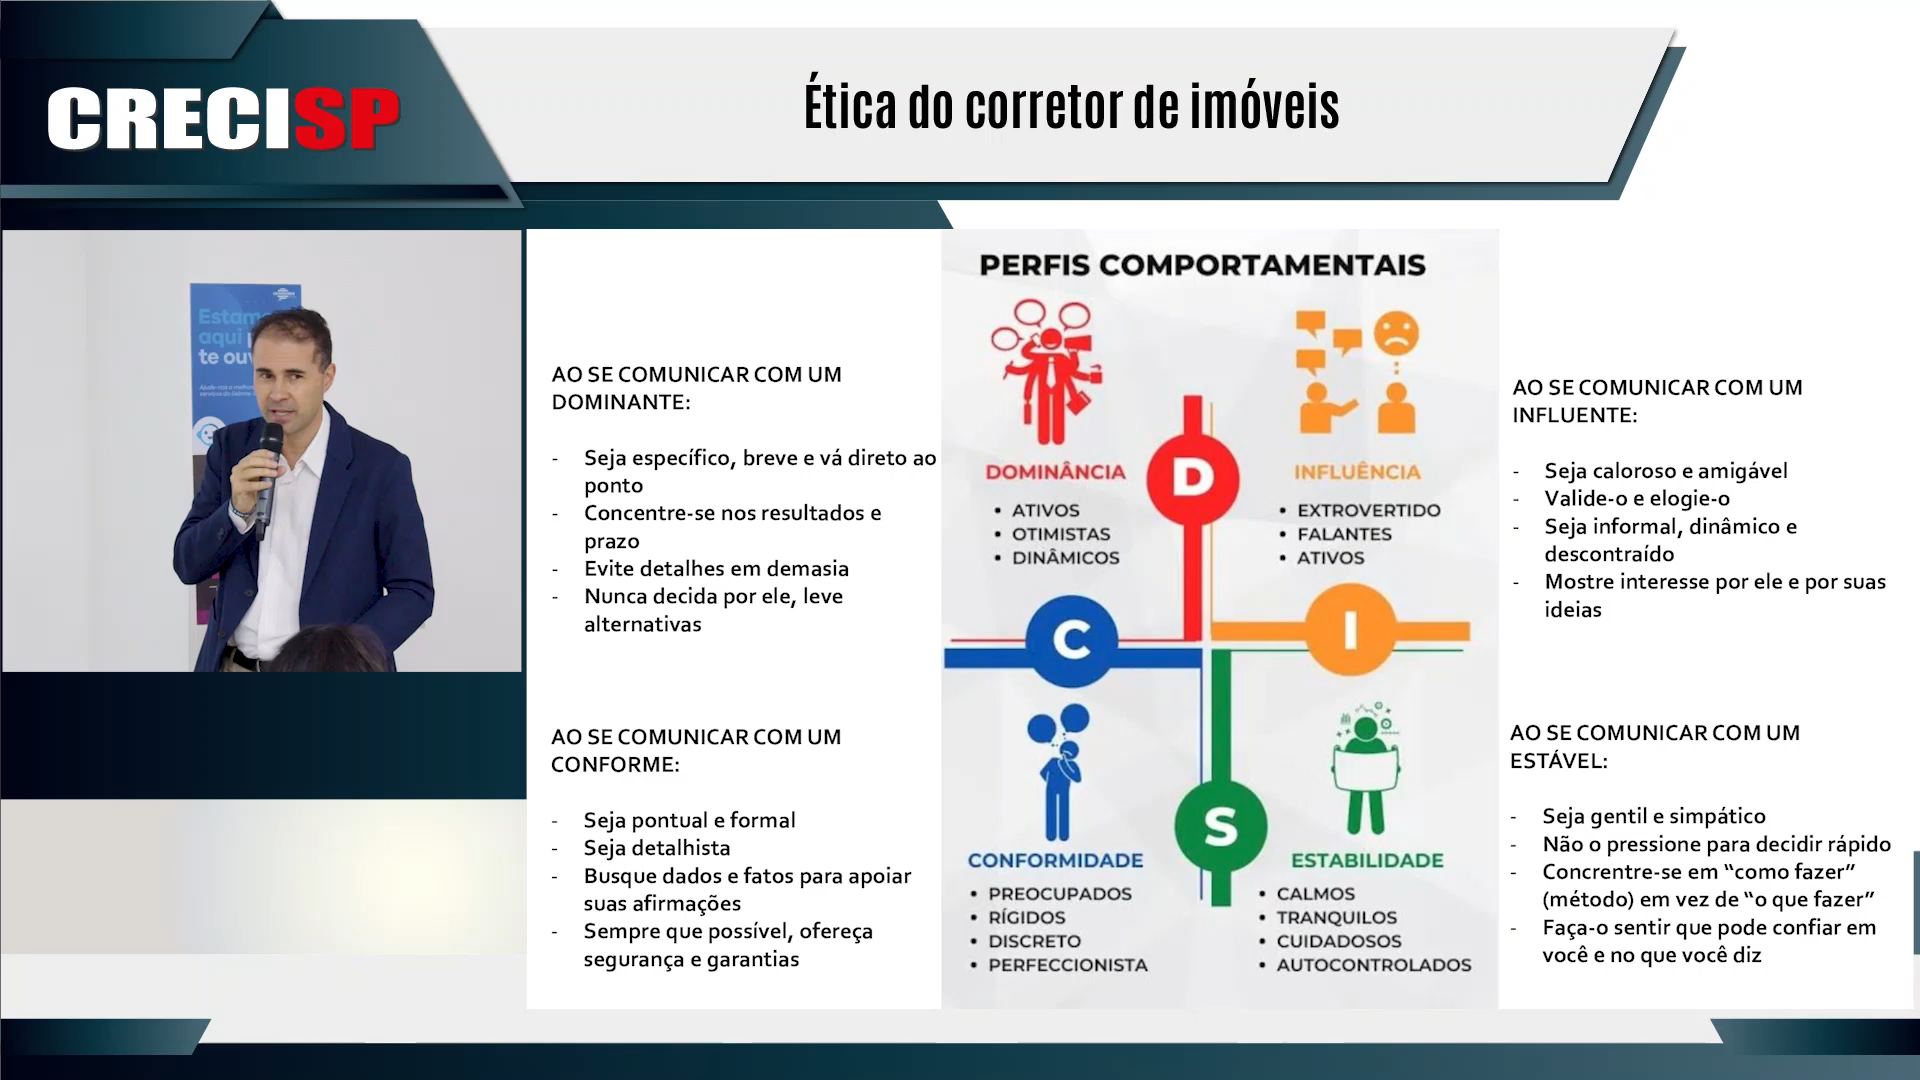 CRECISP
Ética do corretor de imóveis
Estam
aqui
te ou
AO SE COMUNICAR COM UM
DOMINANTE:
- Seja específico, breve e vá direto ao
ponto
- Concentre-se nos resultados e
prazo
- Evite detalhes em demasia
- Nunca decida por ele, leve
alternativas
AO SE COMUNICAR COM UM
CONFORME:
- Seja pontual e formal
- Seja detalhista
- Busque dados e fatos para apoiar
suas afirmações
- Sempre que possível, ofereça
segurança e garantias
PERFIS COMPORTAMENTAIS
DOMINÂNCIA
• ATIVOS
• OTIMISTAS
• DINÂMICOS
D
INFLUÊNCIA
• EXTROVERTIDO
• FALANTES
• ATIVOS
C
I
S
CONFORMIDADE
• PREOCUPADOS
• RÍGIDOS
• DISCRETO
• PERFECCIONISTA
ESTABILIDADE
• CALMOS
• TRANQUILOS
• CUIDADOSOS
• AUTOCONTROLADOS
AO SE COMUNICAR COM UM
INFLUENTE:
- Seja caloroso e amigável
- Valide-o e elogie-o
- Seja informal, dinâmico e
descontraído
- Mostre interesse por ele e por suas
ideias
AO SE COMUNICAR COM UM
ESTÁVEL:
- Seja gentil e simpático
- Não o pressione para decidir rápido
- Concrentre-se em “como fazer”
(método) em vez de “o que fazer”
- Faça-o sentir que pode confiar em
você e no que você diz